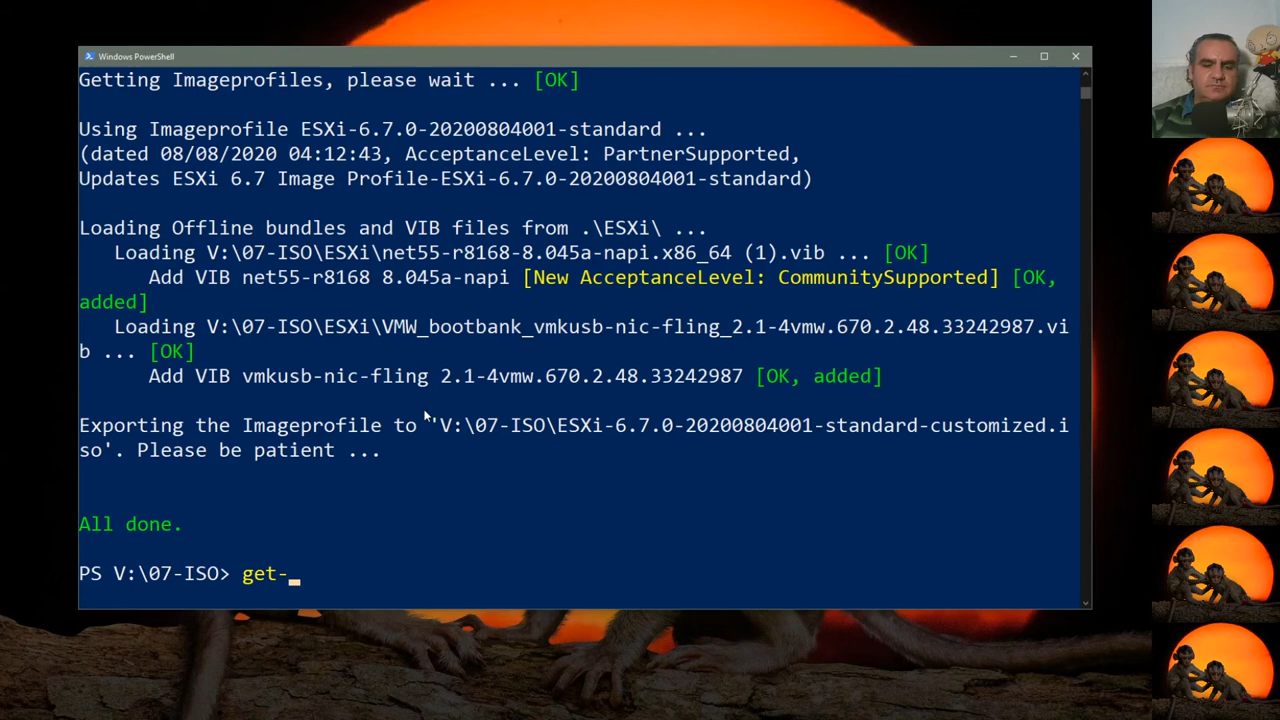 Windows PowerShell
Getting Imageprofiles, please wait ... [OK]
Using Imageprofile ESXi-6.7.0-20200804001-standard ...
(dated 08/08/2020 04:12:43, AcceptanceLevel: PartnerSupported,
Updates ESXi 6.7 Image Profile-ESXi-6.7.0-20200804001-standard)
Loading Offline bundles and VIB files from .\ESXi\ ...
Loading V:\07-ISO\ESXi\net55-r8168-8.045a-napi.x86_64 (1).vib ... [OK]
Add VIB net55-r8168 8.045a-napi [New AcceptanceLevel: CommunitySupported] [OK,
added]
Loading V:\07-ISO\ESXi\VMW_bootbank_vmkusb-nic-fling_2.1-4vmw.670.2.48.33242987.vi
b ... [OK]
Add VIB vmkusb-nic-fling 2.1-4vmw.670.2.48.33242987 [OK, added]
Exporting the Imageprofile to 'V:\07-ISO\ESXi-6.7.0-20200804001-standard-customized.i
so'. Please be patient ...
All done.
PS V:\07-ISO> get-